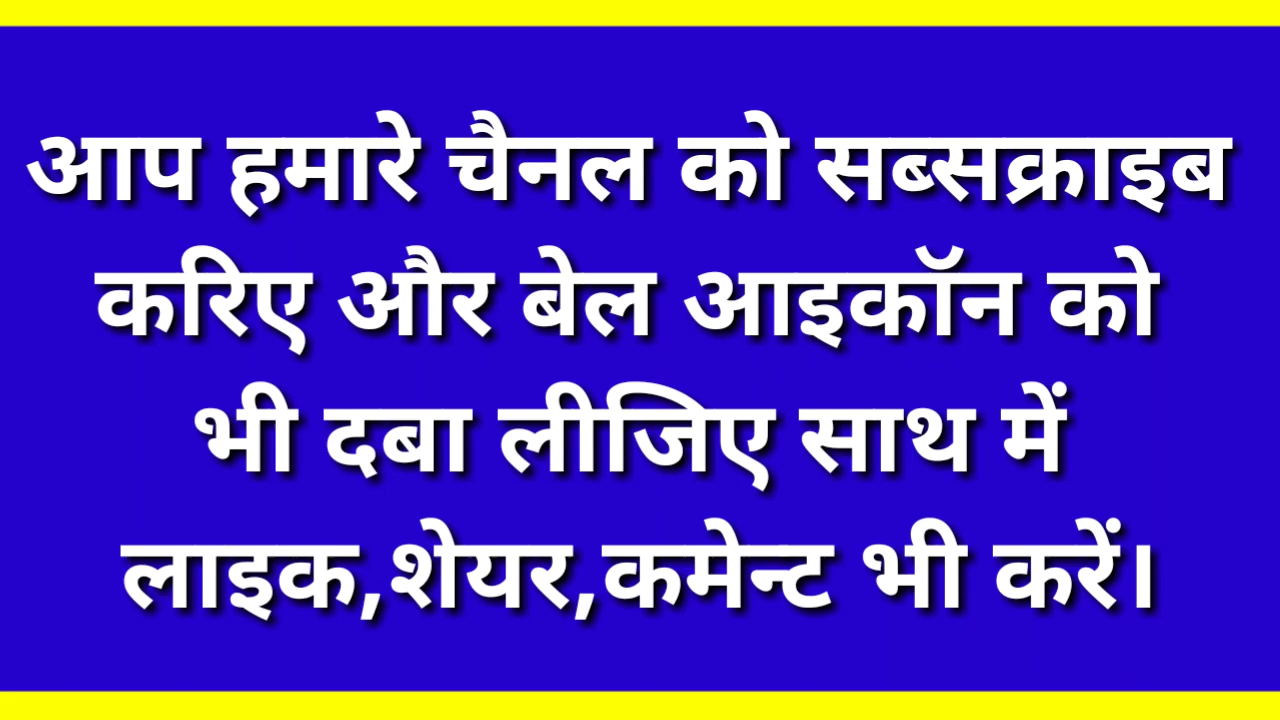 आप हमारे चैनल को सब्सक्राइब
करिए और बेल आइकॉन को
भी दबा लीजिए साथ में
लाइक,शेयर,कमेन्ट भी करें।